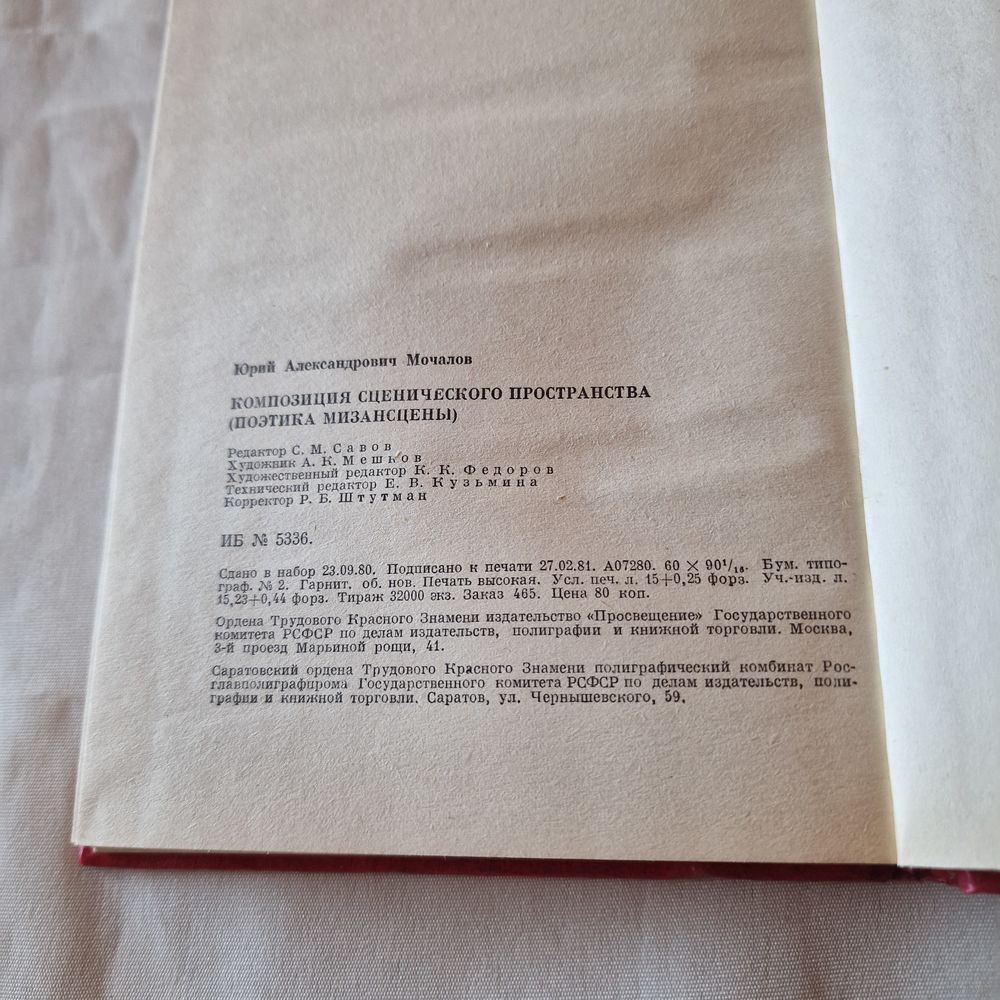 Юрий Александрович Мочалов
КОМПОЗИЦИЯ СЦЕНИЧЕСКОГО ПРОСТРАНСТВА
(ПОЭТИКА МИЗАНСЦЕНЫ)
Редактор С. М. Савов
Художник А. К. Мешков
Художественный редактор К. К. Федоров
Технический редактор Е. В. Кузьмина
Корректор Р. Б. Штутман
ИБ № 5336.
Сдано в набор 23.09.80. Подписано к печати 27.02.81. А07280. 60 × 90¹/₁₆. Бум. типо-
граф. № 2. Гарнит. об. нов. Печать высокая. Усл. печ. л. 15+0,25 форз. Уч.-изд. л.
15,23+0,44 форз. Тираж 32000 экз. Заказ 465. Цена 80 коп.
Ордена Трудового Красного Знамени издательство «Просвещение» Государственного
комитета РСФСР по делам издательств, полиграфии и книжной торговли. Москва,
3-й проезд Марьиной рощи, 41.
Саратовский ордена Трудового Красного Знамени полиграфический комбинат Рос-
главполиграфпрома Государственного комитета РСФСР по делам издательств, поли-
графии и книжной торговли. Саратов, ул. Чернышевского, 59.